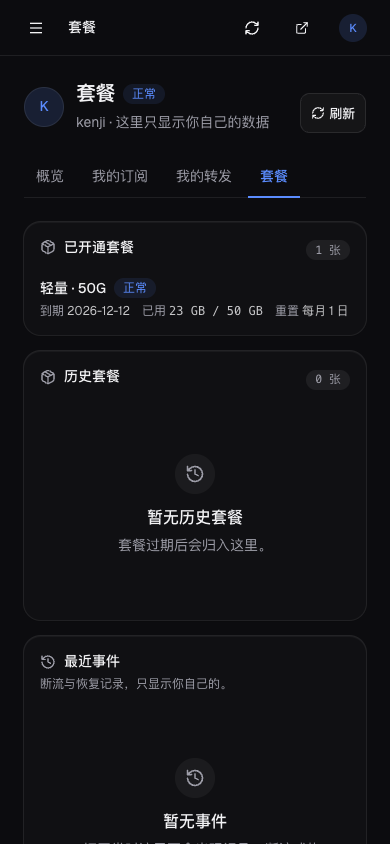 套餐
K
K
套餐 正常
kenji · 这里只显示你自己的数据
刷新
概览 我的订阅 我的转发 套餐
已开通套餐 1 张
轻量 · 50G 正常
到期 2026-12-12 已用 23 GB / 50 GB 重置 每月 1 日
历史套餐 0 张
暂无历史套餐
套餐过期后会归入这里。
最近事件
断流与恢复记录，只显示你自己的。
暂无事件